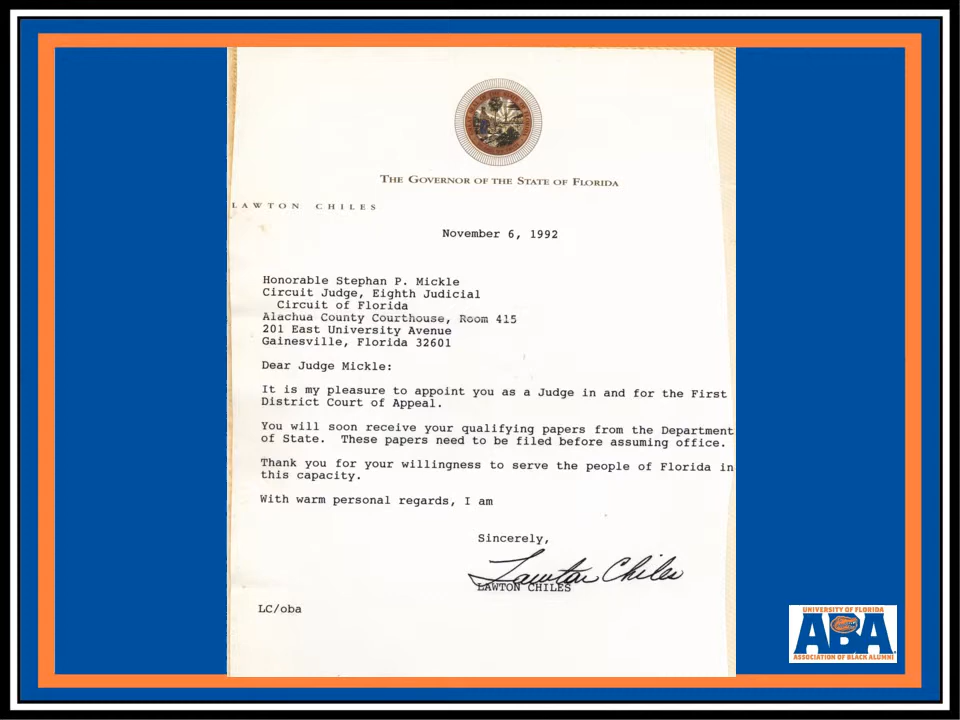 THE GOVERNOR OF THE STATE OF FLORIDA
LAWTON CHILES
November 6, 1992
Honorable Stephan P. Mickle
Circuit Judge, Eighth Judicial
Circuit of Florida
Alachua County Courthouse, Room 415
201 East University Avenue
Gainesville, Florida 32601
Dear Judge Mickle:
It is my pleasure to appoint you as a Judge in and for the First
District Court of Appeal.
You will soon receive your qualifying papers from the Department
of State. These papers need to be filed before assuming office.
Thank you for your willingness to serve the people of Florida in
this capacity.
With warm personal regards, I am
Sincerely,
Lawton Chiles
LAWTON CHILES
LC/oba
UNIVERSITY OF FLORIDA
ABA
ASSOCIATION OF BLACK ALUMNI